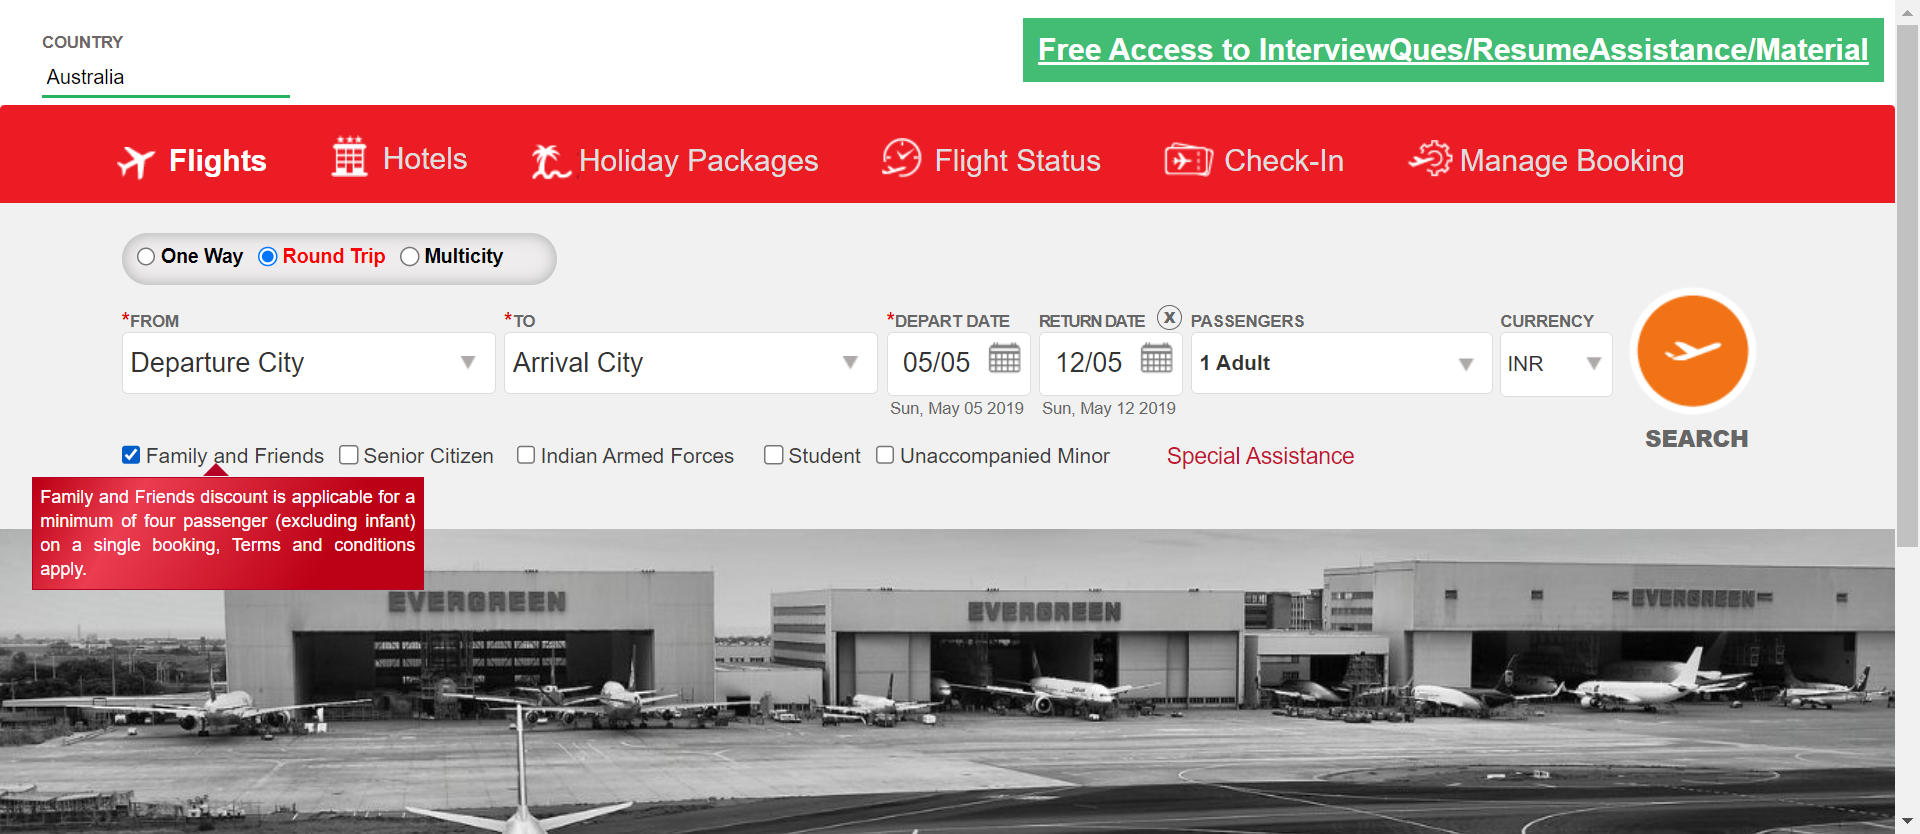 COUNTRY
Australia
Free Access to InterviewQues/ResumeAssistance/Material
Flights
Hotels
Holiday Packages
Flight Status
Check-In
Manage Booking
One Way
Round Trip
Multicity
*FROM
*TO
*DEPART DATE
RETURN DATE
X
PASSENGERS
CURRENCY
Departure City
Arrival City
05/05
12/05
1 Adult
INR
Sun, May 05 2019
Sun, May 12 2019
SEARCH
Family and Friends
Senior Citizen
Indian Armed Forces
Student
Unaccompanied Minor
Special Assistance
Family and Friends discount is applicable for a
minimum of four passenger (excluding infant)
on a single booking, Terms and conditions
apply.
EVERGREEN
EVERGREEN
EVERGREEN